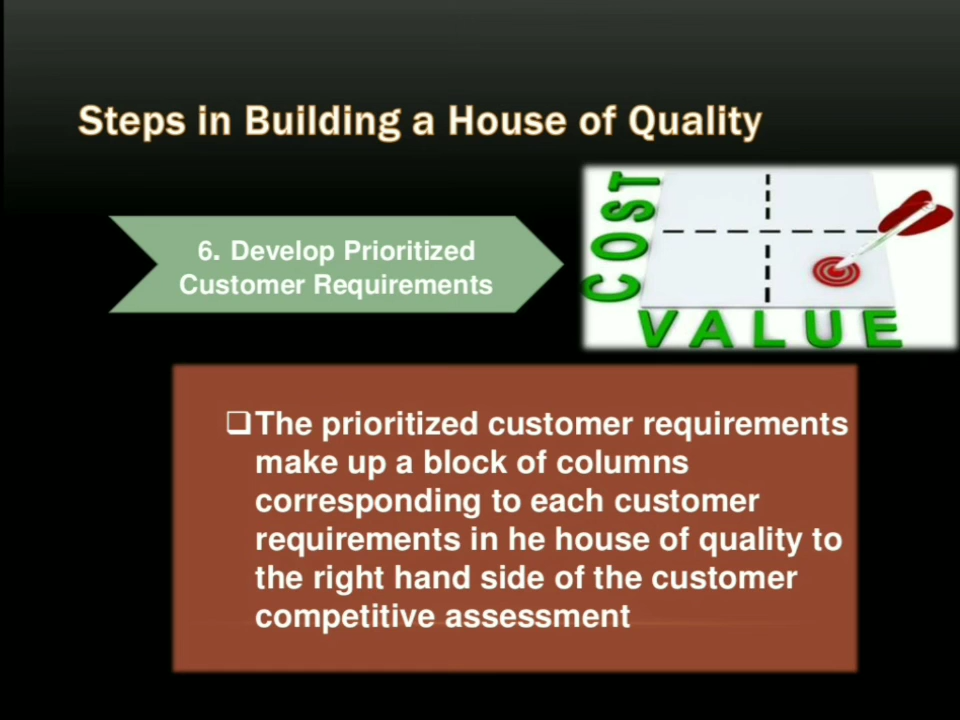 Steps in Building a House of Quality
COST
VALUE
6. Develop Prioritized
Customer Requirements
❑The prioritized customer requirements
make up a block of columns
corresponding to each customer
requirements in he house of quality to
the right hand side of the customer
competitive assessment